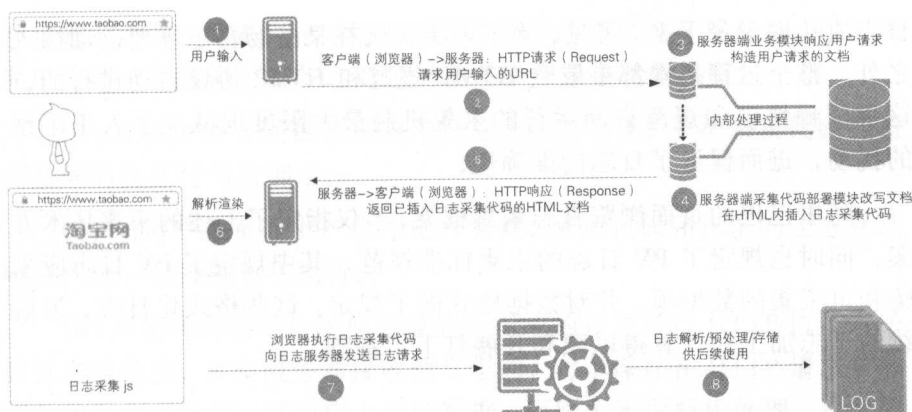 https://www.taobao.com
1
用户输入
客户端（浏览器）->服务器：HTTP请求（Request）
请求用户输入的URL
2
3
服务器端业务模块响应用户请求
构造用户请求的文档
内部处理过程
4
服务器端采集代码部署模块改写文档
在HTML内插入日志采集代码
5
服务器->客户端（浏览器）：HTTP响应（Response）
返回已插入日志采集代码的HTML文档
https://www.taobao.com
淘宝网
Taobao.com
解析渲染
6
日志采集 js
浏览器执行日志采集代码
向日志服务器发送日志请求
7
日志解析/预处理/存储
供后续使用
8
LOG